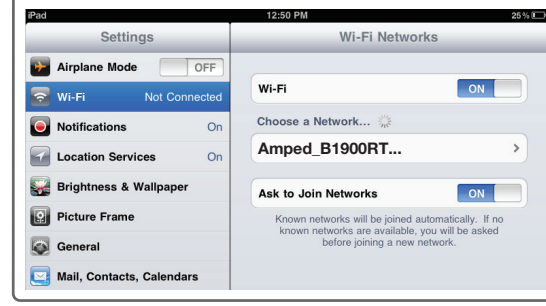 iPad 12:50 PM 25%
Settings
Wi-Fi Networks
Airplane Mode OFF
Wi-Fi Not Connected
Notifications On
Location Services On
Brightness & Wallpaper
Picture Frame
General
Mail, Contacts, Calendars
Wi-Fi ON
Choose a Network...
Amped_B1900RT...
Ask to Join Networks ON
Known networks will be joined automatically. If no
known networks are available, you will be asked
before joining a new network.